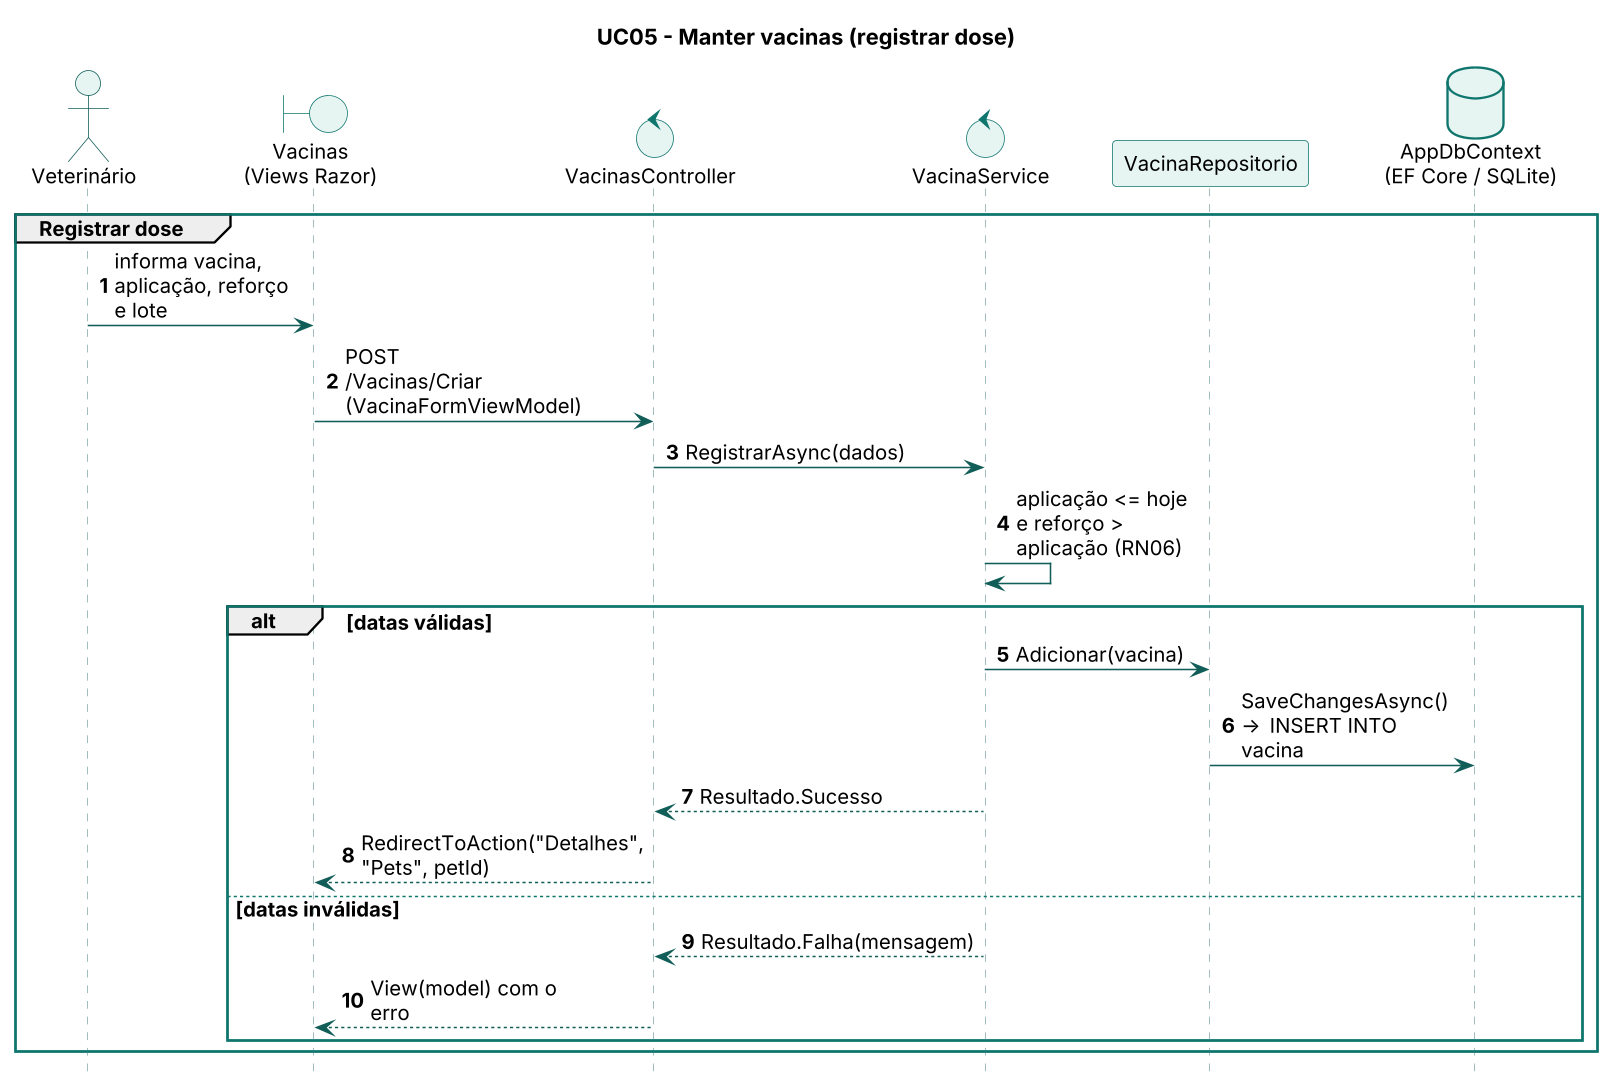 UC05 - Manter vacinas (registrar dose)
Veterinário
Vacinas
(Views Razor)
VacinasController
VacinaService
VacinaRepositorio
AppDbContext
(EF Core / SQLite)
Registrar dose
informa vacina,
1 aplicação, reforço
e lote
POST
2 /Vacinas/Criar
(VacinaFormViewModel)
3 RegistrarAsync(dados)
aplicação <= hoje
4 e reforço >
aplicação (RN06)
alt [datas válidas]
5 Adicionar(vacina)
SaveChangesAsync()
6 → INSERT INTO
vacina
7 Resultado.Sucesso
RedirectToAction("Detalhes",
8 "Pets", petId)
[datas inválidas]
9 Resultado.Falha(mensagem)
View(model) com o
10 erro